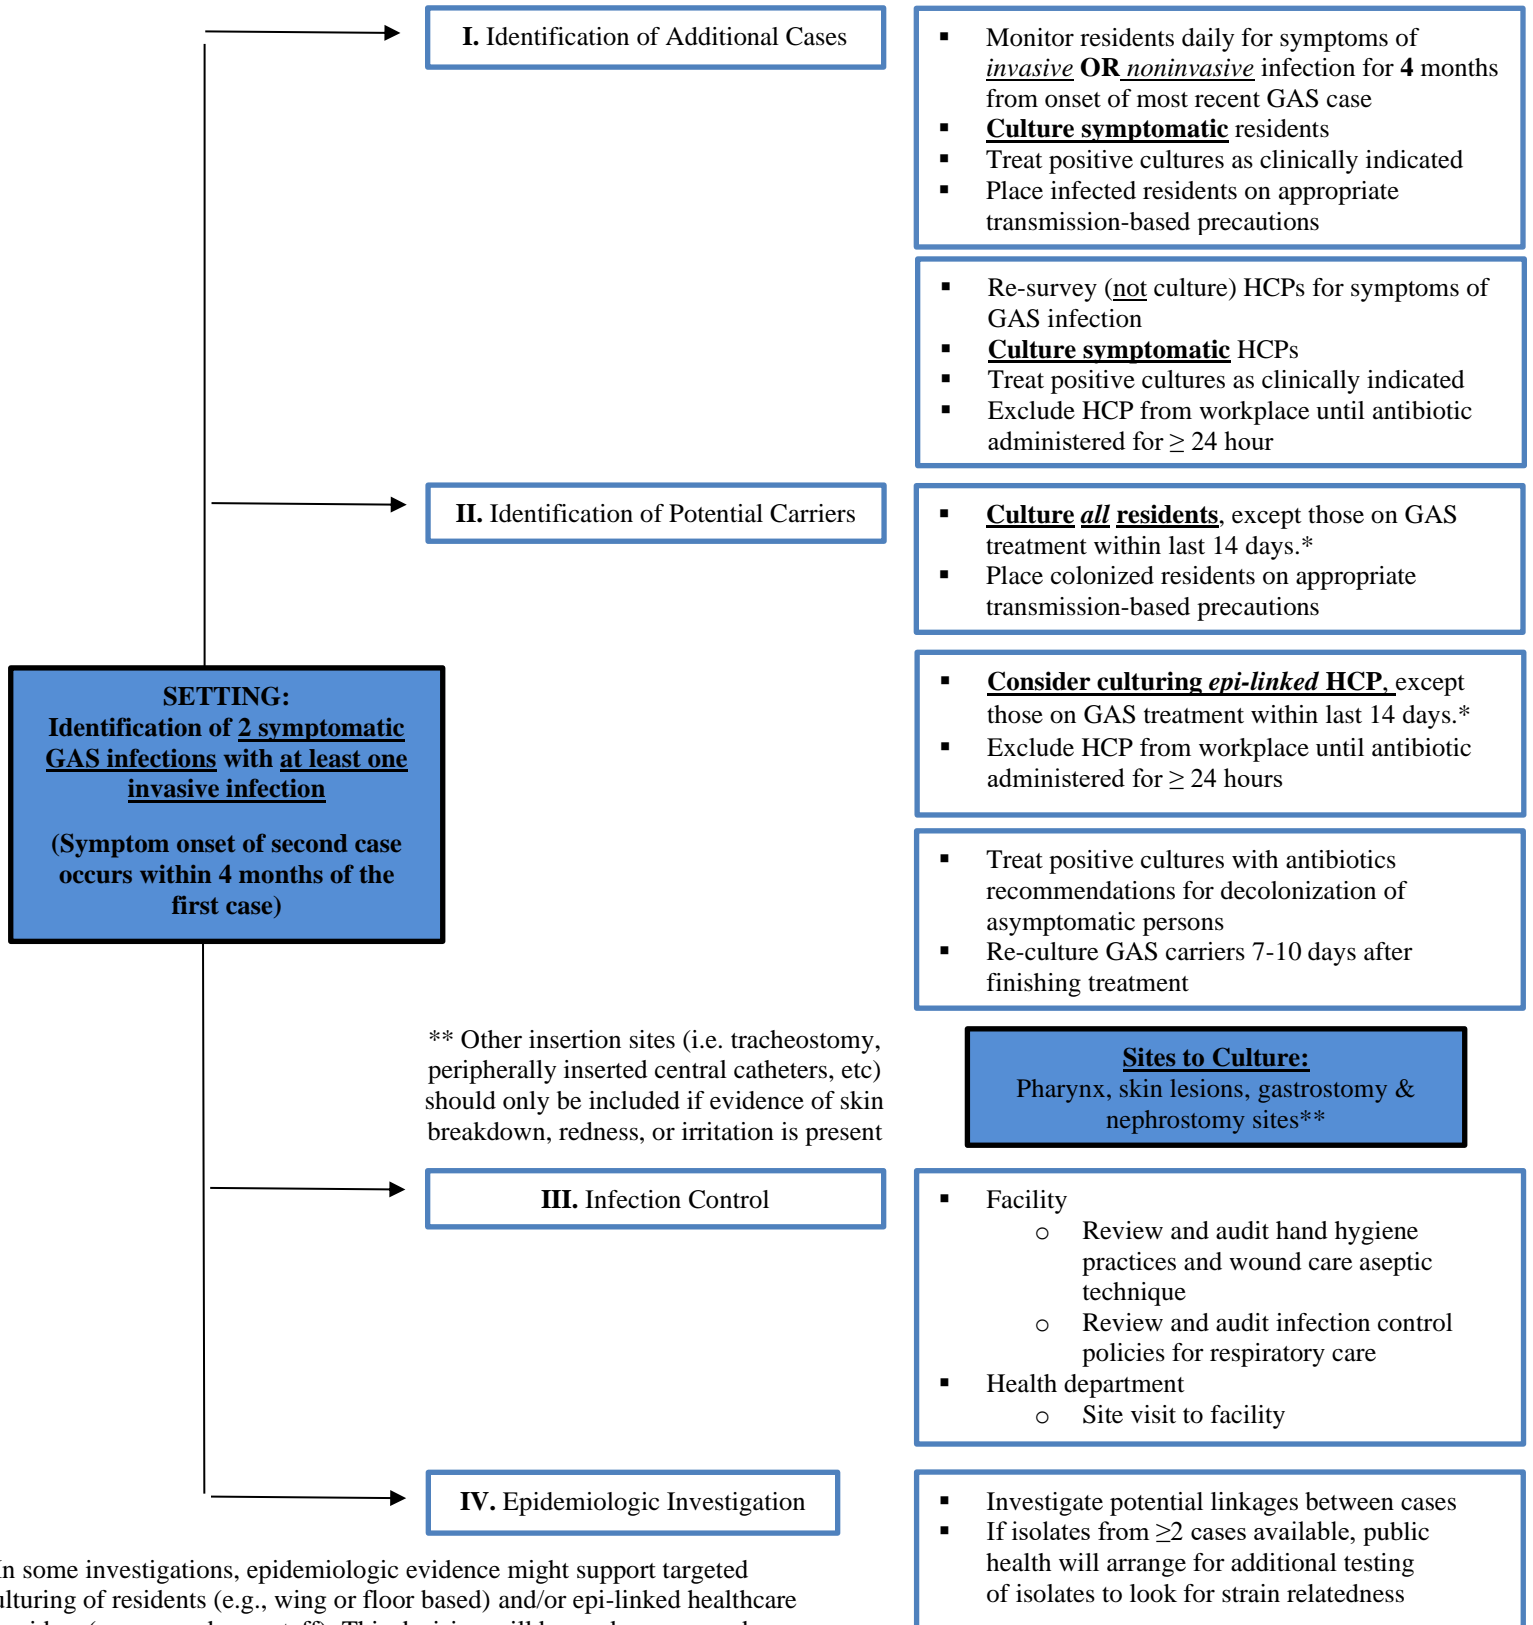 I. Identification of Additional Cases
▪ Monitor residents daily for symptoms of
invasive OR noninvasive infection for 4 months
from onset of most recent GAS case
▪ Culture symptomatic residents
▪ Treat positive cultures as clinically indicated
▪ Place infected residents on appropriate
transmission-based precautions
▪ Re-survey (not culture) HCPs for symptoms of
GAS infection
▪ Culture symptomatic HCPs
▪ Treat positive cultures as clinically indicated
▪ Exclude HCP from workplace until antibiotic
administered for ≥ 24 hour
II. Identification of Potential Carriers
▪ Culture all residents, except those on GAS
treatment within last 14 days.*
▪ Place colonized residents on appropriate
transmission-based precautions
▪ Consider culturing epi-linked HCP, except
those on GAS treatment within last 14 days.*
▪ Exclude HCP from workplace until antibiotic
administered for ≥ 24 hours
SETTING:
Identification of 2 symptomatic
GAS infections with at least one
invasive infection
(Symptom onset of second case
occurs within 4 months of the
first case)
▪ Treat positive cultures with antibiotics
recommendations for decolonization of
asymptomatic persons
▪ Re-culture GAS carriers 7-10 days after
finishing treatment
** Other insertion sites (i.e. tracheostomy,
peripherally inserted central catheters, etc)
should only be included if evidence of skin
breakdown, redness, or irritation is present
Sites to Culture:
Pharynx, skin lesions, gastrostomy &
nephrostomy sites**
III. Infection Control
▪ Facility
o Review and audit hand hygiene
practices and wound care aseptic
technique
o Review and audit infection control
policies for respiratory care
▪ Health department
o Site visit to facility
IV. Epidemiologic Investigation
▪ Investigate potential linkages between cases
▪ If isolates from ≥2 cases available, public
health will arrange for additional testing
of isolates to look for strain relatedness
In some investigations, epidemiologic evidence might support targeted
ulturing of residents (e.g., wing or floor based) and/or epi-linked healthcare